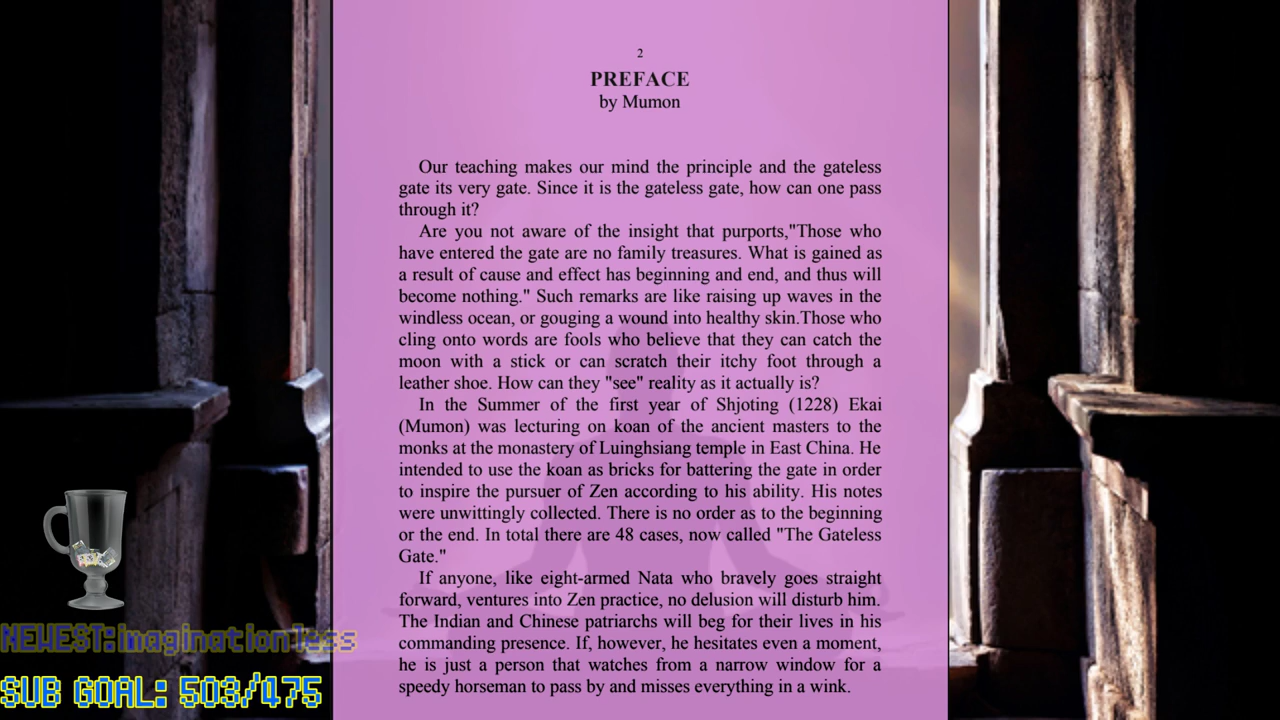 2
PREFACE
by Mumon
Our teaching makes our mind the principle and the gateless
gate its very gate. Since it is the gateless gate, how can one pass
through it?
Are you not aware of the insight that purports,"Those who
have entered the gate are no family treasures. What is gained as
a result of cause and effect has beginning and end, and thus will
become nothing." Such remarks are like raising up waves in the
windless ocean, or gouging a wound into healthy skin.Those who
cling onto words are fools who believe that they can catch the
moon with a stick or can scratch their itchy foot through a
leather shoe. How can they "see" reality as it actually is?
In the Summer of the first year of Shjoting (1228) Ekai
(Mumon) was lecturing on koan of the ancient masters to the
monks at the monastery of Luinghsiang temple in East China. He
intended to use the koan as bricks for battering the gate in order
to inspire the pursuer of Zen according to his ability. His notes
were unwittingly collected. There is no order as to the beginning
or the end. In total there are 48 cases, now called "The Gateless
Gate."
If anyone, like eight-armed Nata who bravely goes straight
forward, ventures into Zen practice, no delusion will disturb him.
The Indian and Chinese patriarchs will beg for their lives in his
commanding presence. If, however, he hesitates even a moment,
he is just a person that watches from a narrow window for a
speedy horseman to pass by and misses everything in a wink.
NEWEST:imaginationless
SUB GOAL: 503/475